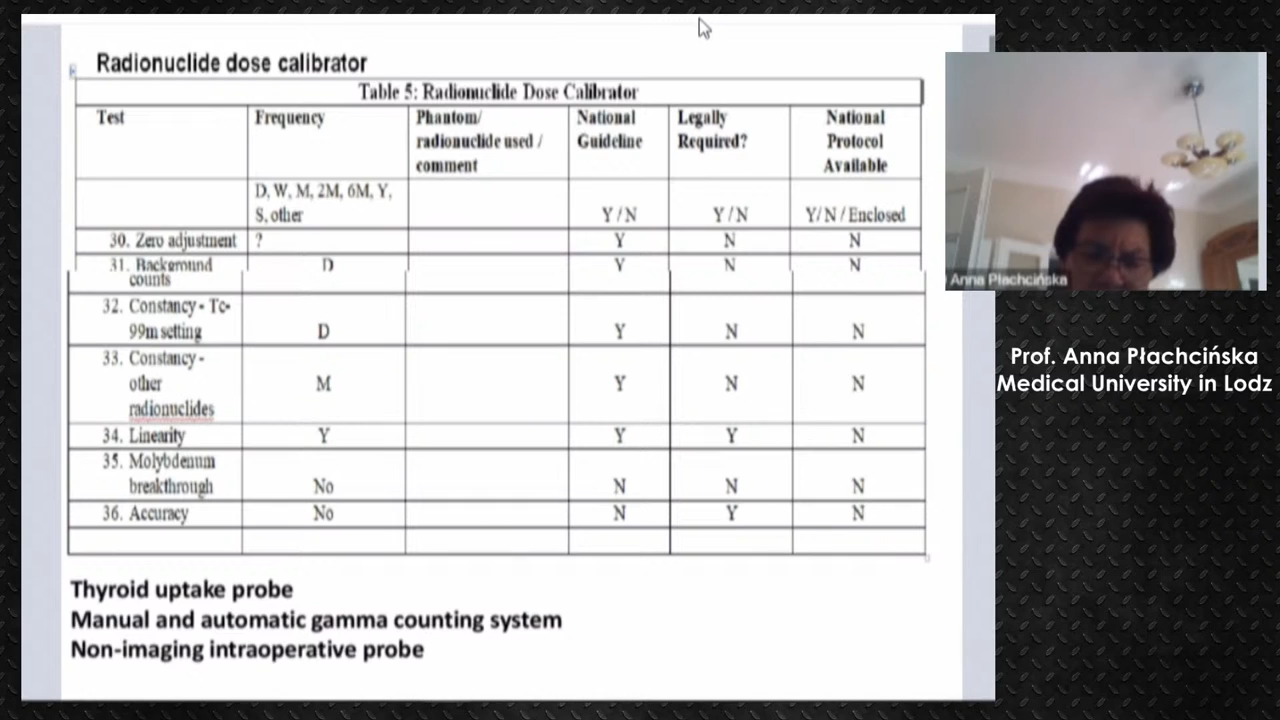 Radionuclide dose calibrator
Table 5: Radionuclide Dose Calibrator
Test Frequency Phantom/ National Legally National
radionuclide used / Guideline Required? Protocol
comment Available
D, W, M, 2M, 6M, Y,
S, other Y / N Y / N Y/ N / Enclosed
30. Zero adjustment ? Y N N
31. Background D Y N N
counts
32. Constancy - Tc-
99m setting D Y N N
33. Constancy -
other M Y N N
radionuclides
34. Linearity Y Y Y N
35. Molybdenum
breakthrough No N N N
36. Accuracy No N Y N
Thyroid uptake probe
Manual and automatic gamma counting system
Non-imaging intraoperative probe
Anna Płachcińska
Prof. Anna Płachcińska
Medical University in Lodz